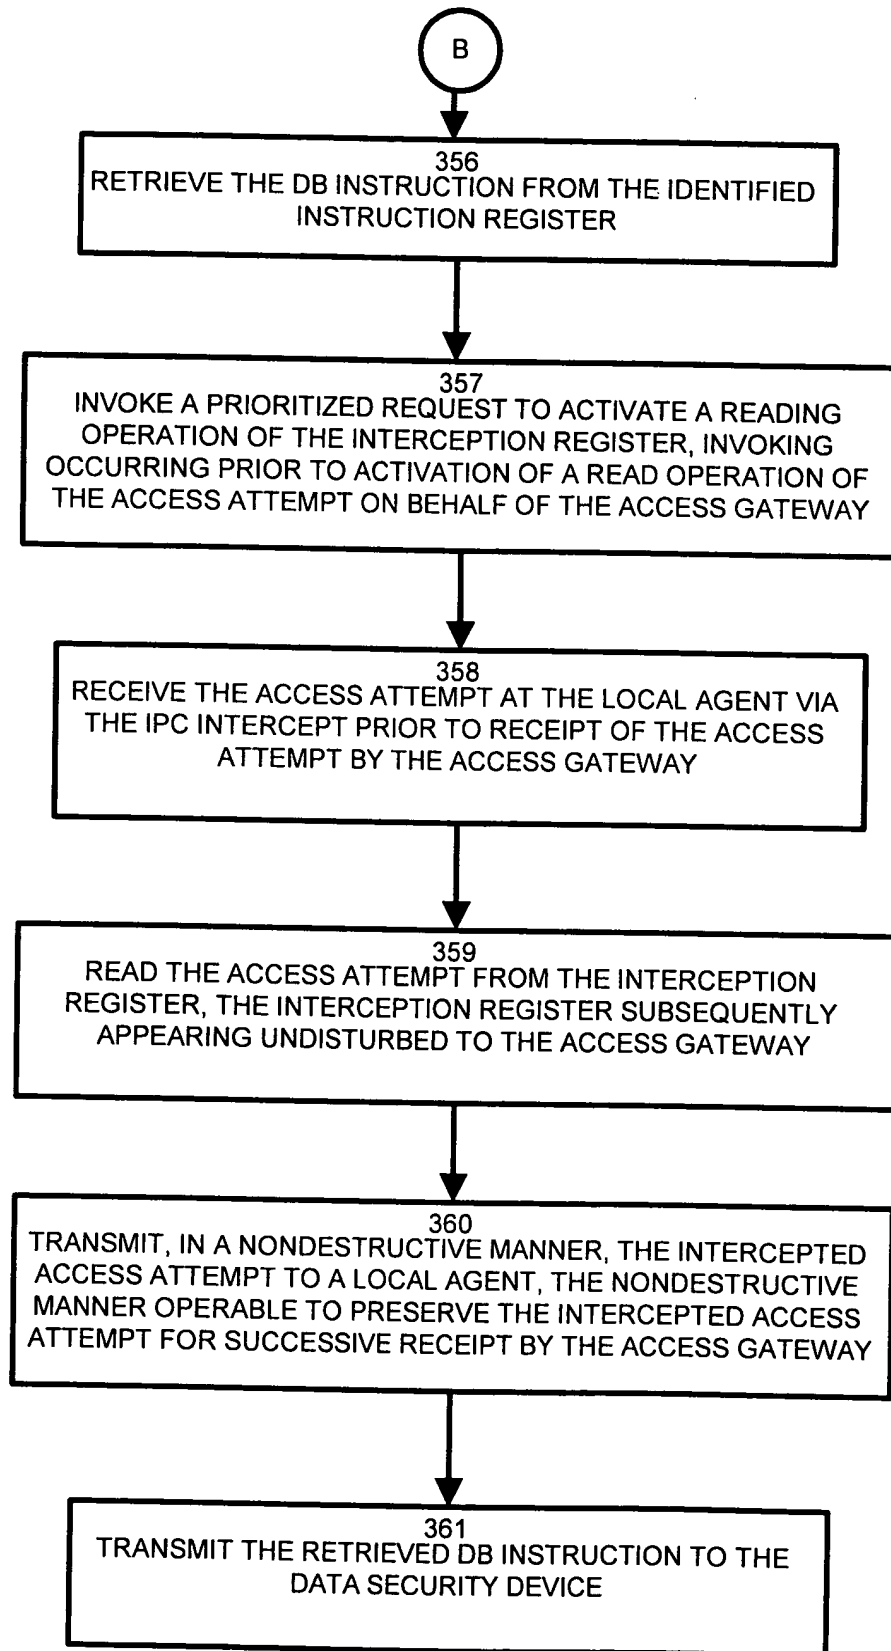 B
356
RETRIEVE THE DB INSTRUCTION FROM THE IDENTIFIED
INSTRUCTION REGISTER
357
INVOKE A PRIORITIZED REQUEST TO ACTIVATE A READING
OPERATION OF THE INTERCEPTION REGISTER, INVOKING
OCCURRING PRIOR TO ACTIVATION OF A READ OPERATION OF
THE ACCESS ATTEMPT ON BEHALF OF THE ACCESS GATEWAY
358
RECEIVE THE ACCESS ATTEMPT AT THE LOCAL AGENT VIA
THE IPC INTERCEPT PRIOR TO RECEIPT OF THE ACCESS
ATTEMPT BY THE ACCESS GATEWAY
359
READ THE ACCESS ATTEMPT FROM THE INTERCEPTION
REGISTER, THE INTERCEPTION REGISTER SUBSEQUENTLY
APPEARING UNDISTURBED TO THE ACCESS GATEWAY
360
TRANSMIT, IN A NONDESTRUCTIVE MANNER, THE INTERCEPTED
ACCESS ATTEMPT TO A LOCAL AGENT, THE NONDESTRUCTIVE
MANNER OPERABLE TO PRESERVE THE INTERCEPTED ACCESS
ATTEMPT FOR SUCCESSIVE RECEIPT BY THE ACCESS GATEWAY
361
TRANSMIT THE RETRIEVED DB INSTRUCTION TO THE
DATA SECURITY DEVICE